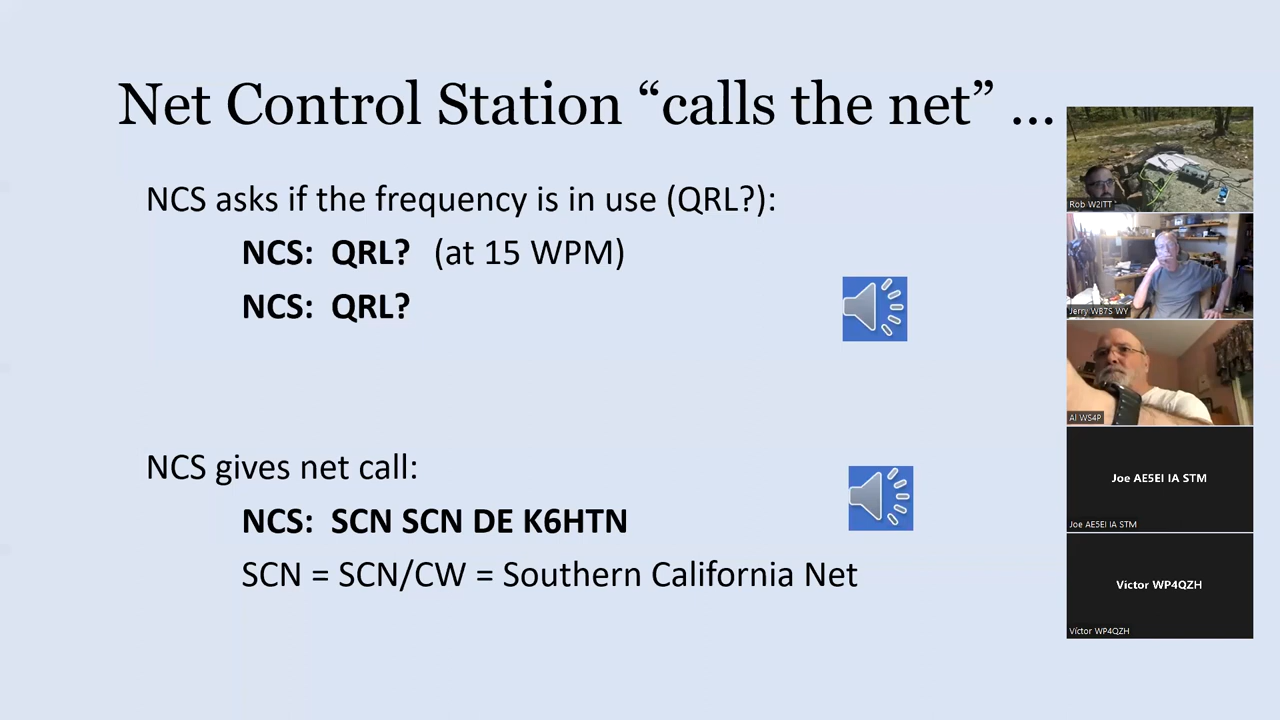 Net Control Station “calls the net” ...
NCS asks if the frequency is in use (QRL?):
NCS: QRL? (at 15 WPM)
NCS: QRL?
NCS gives net call:
NCS: SCN SCN DE K6HTN
SCN = SCN/CW = Southern California Net
Rob W2ITT
Jerry WB7S WY
Al WS4P
Joe AE5EI IA STM
Joe AE5EI IA STM
Victor WP4QZH
Víctor WP4QZH